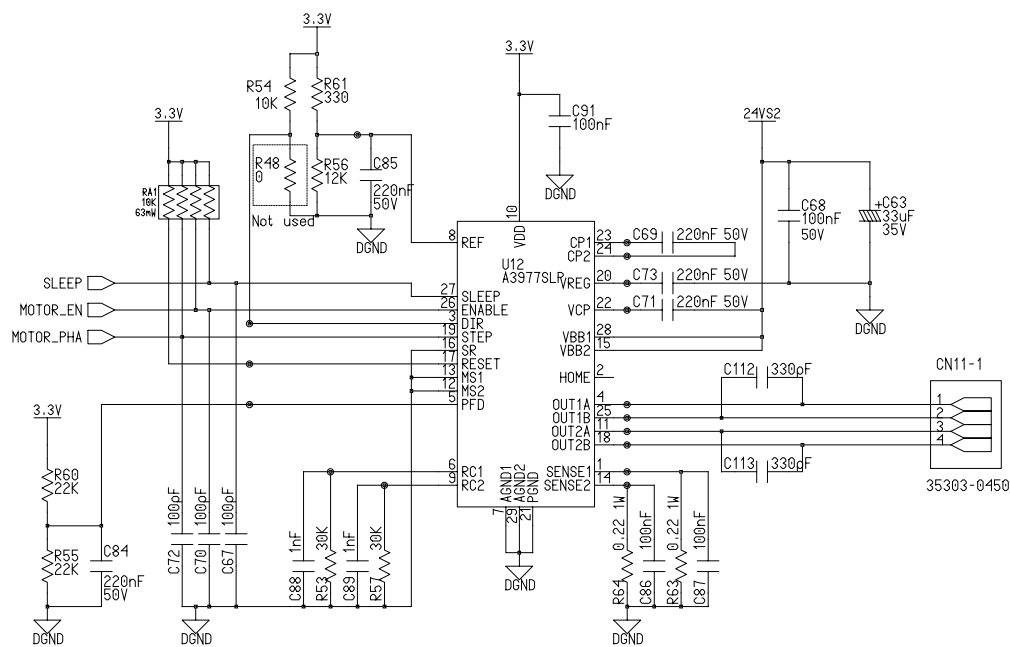 3.3V
3.3V
R54
10K
R61
330
C91
100nF
3.3V
24VS2
R48
0
R56
12K
C85
220nF
50V
RA1
10K
63mW
DGND
C68
100nF
50V
+C63
33uF
35V
Not used
DGND
10
VDD
8
REF
U12
A3977SLP
CP1
23
C69
220nF 50V
CP2
24
SLEEP
VREG
20
C73
220nF 50V
27
SLEEP
MOTOR_EN
26
ENABLE
VCP
22
C71
220nF 50V
DGND
3
DIR
MOTOR_PHA
19
STEP
VBB1
28
16
SR
VBB2
15
17
RESET
C112
330pF
CN11-1
13
MS1
HOME
2
12
MS2
3.3V
5
PFD
OUT1A
4
1
OUT1B
25
2
OUT2A
11
3
OUT2B
18
4
C113
330pF
R60
22K
6
RC1
SENSE1
1
9
RC2
SENSE2
14
35303-0450
AGND1
AGND2
PGND
7
29
21
100pF
100pF
100pF
C72
C70
C67
1nF
30K
1nF
30K
C88
R53
C89
R57
0.22 1W
100nF
0.22 1W
100nF
R64
C86
R63
C87
R55
22K
C84
220nF
50V
DGND
DGND
DGND
DGND